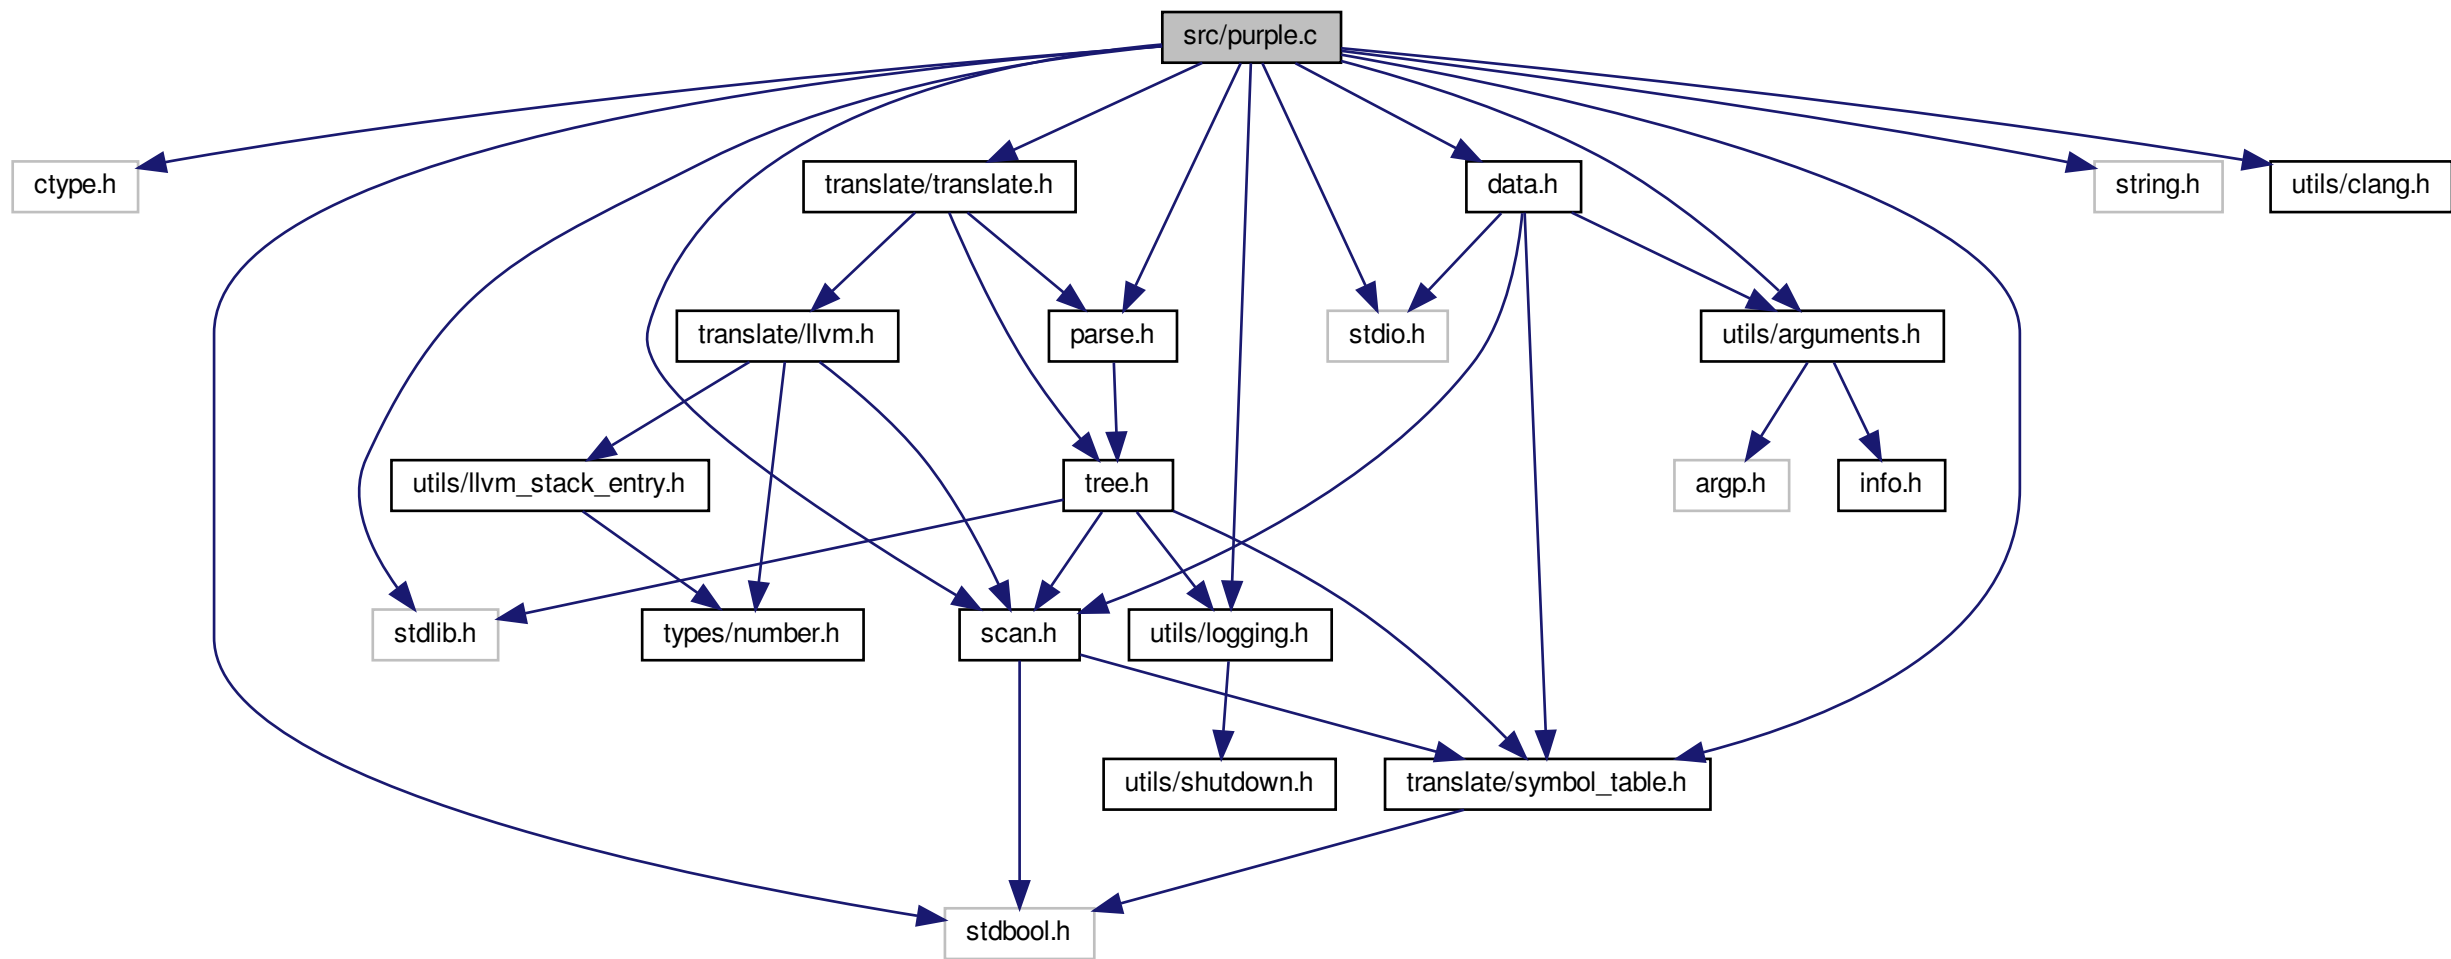 src/purple.c
ctype.h
translate/translate.h
data.h
string.h
utils/clang.h
translate/llvm.h
parse.h
stdio.h
utils/arguments.h
utils/llvm_stack_entry.h
tree.h
argp.h
info.h
stdlib.h
types/number.h
scan.h
utils/logging.h
utils/shutdown.h
translate/symbol_table.h
stdbool.h